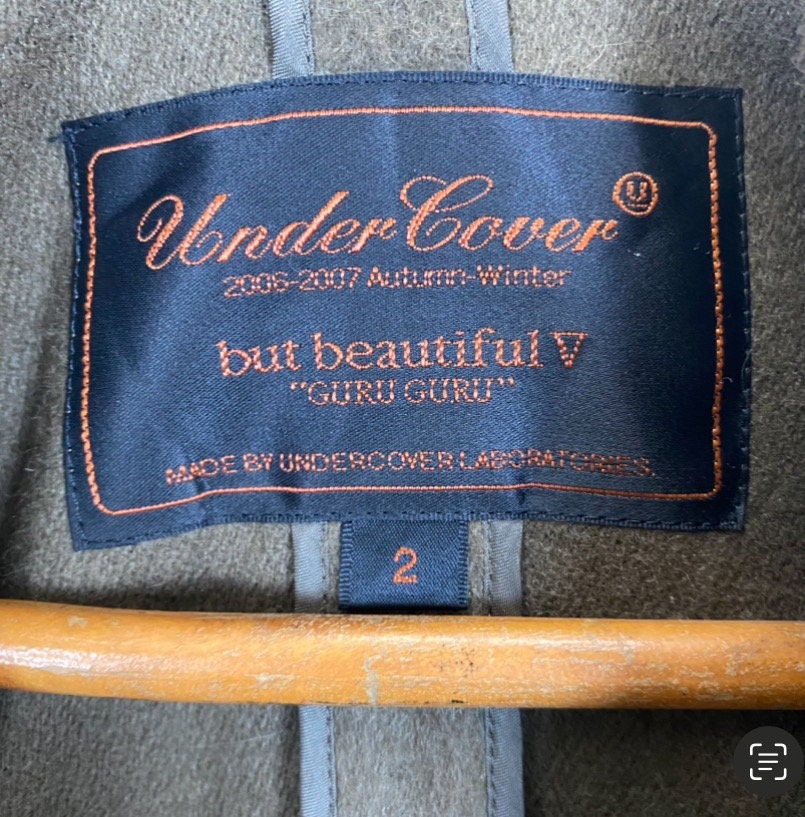 UnderCover
2006-2007 Autumn-Winter
but beautiful V
"GURU GURU"
MADE BY UNDERCOVER LABORATORIES.
2